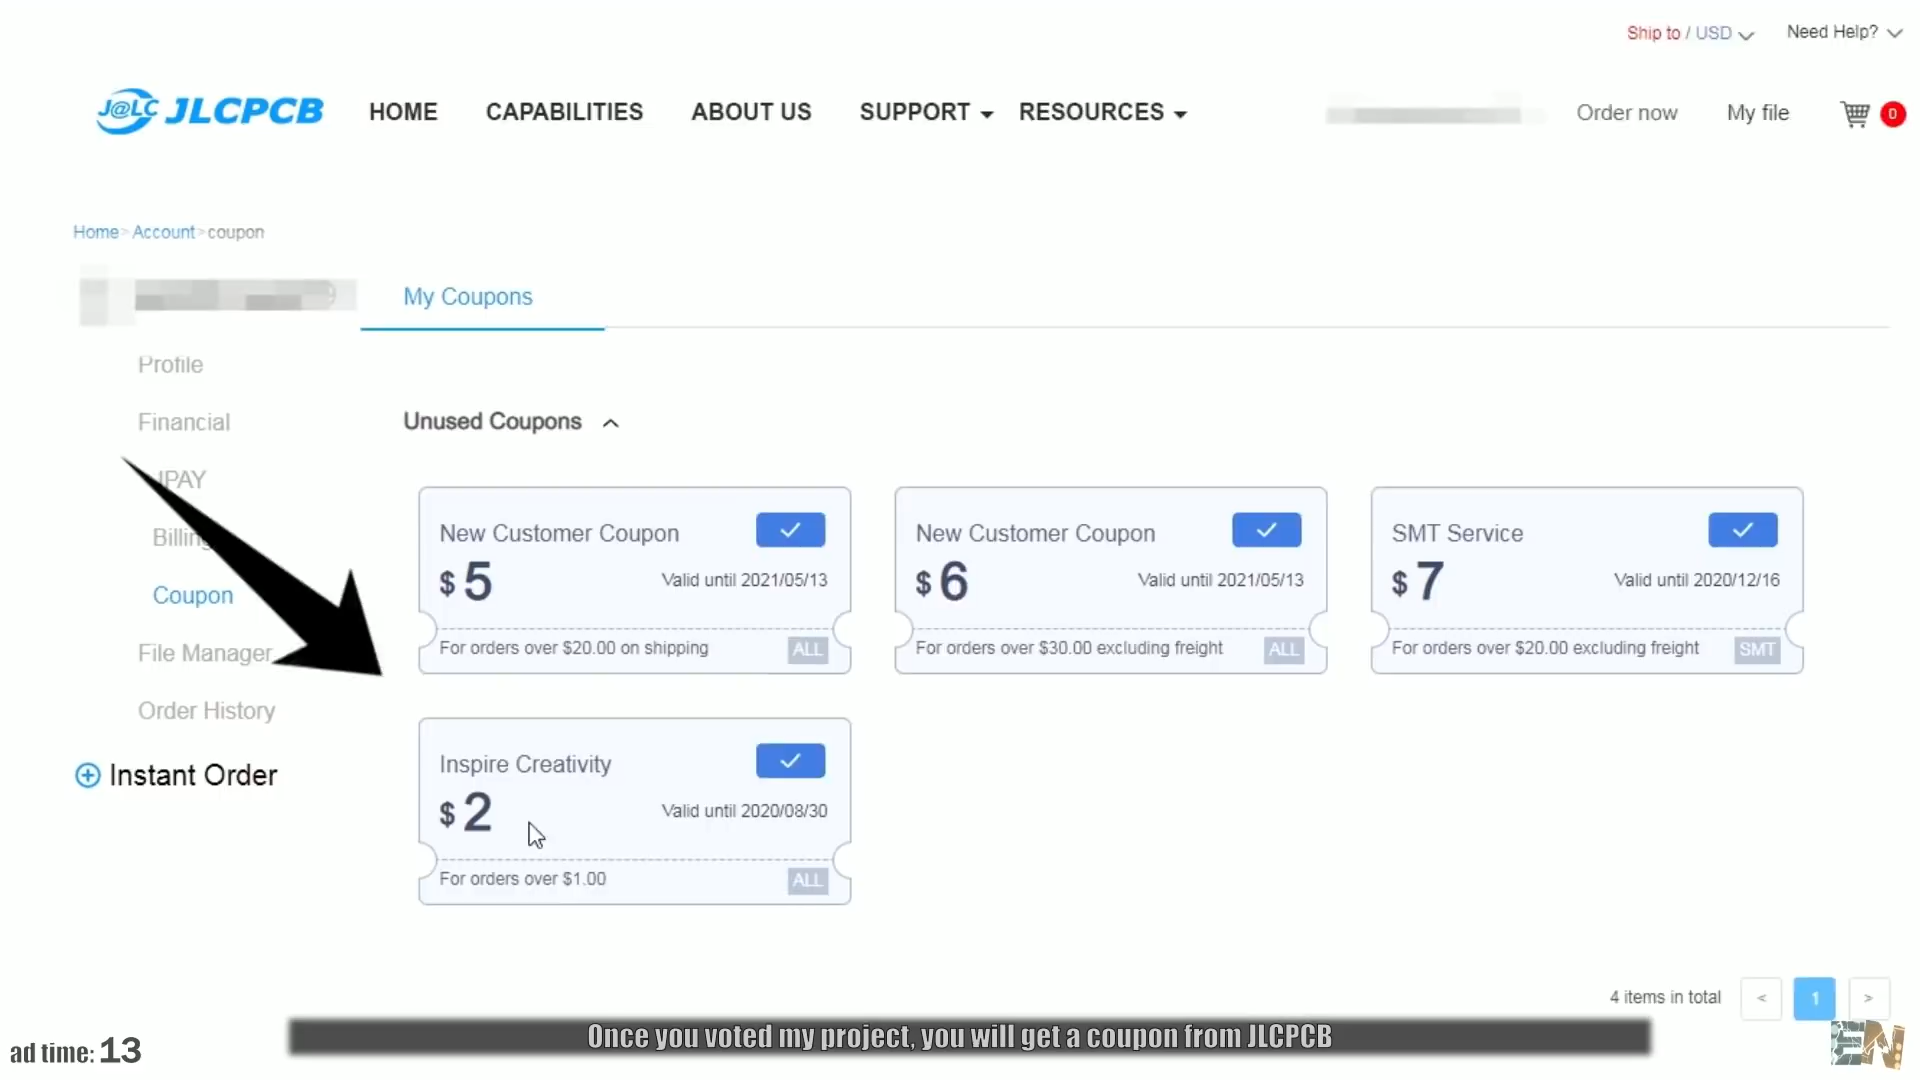 Ship to / USD
Need Help?
J@LC JLCPCB
HOME
CAPABILITIES
ABOUT US
SUPPORT
RESOURCES
Order now
My file
0
Home > Account > coupon
My Coupons
Profile
Financial
JPAY
Billing
Coupon
File Manager
Order History
Instant Order
Unused Coupons
New Customer Coupon
$ 5
Valid until 2021/05/13
For orders over $20.00 on shipping
ALL
New Customer Coupon
$ 6
Valid until 2021/05/13
For orders over $30.00 excluding freight
ALL
SMT Service
$ 7
Valid until 2020/12/16
For orders over $20.00 excluding freight
SMT
Inspire Creativity
$ 2
Valid until 2020/08/30
For orders over $1.00
ALL
4 items in total
< 1 >
Once you voted my project, you will get a coupon from JLCPCB
ad time: 13
EN